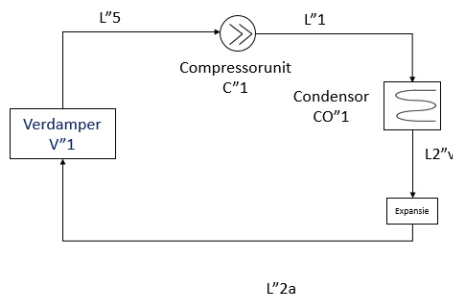 L"5
L"1
Compressorunit
C"1
Condensor
CO"1
Verdamper
V"1
L2"v
Expansie
L"2a